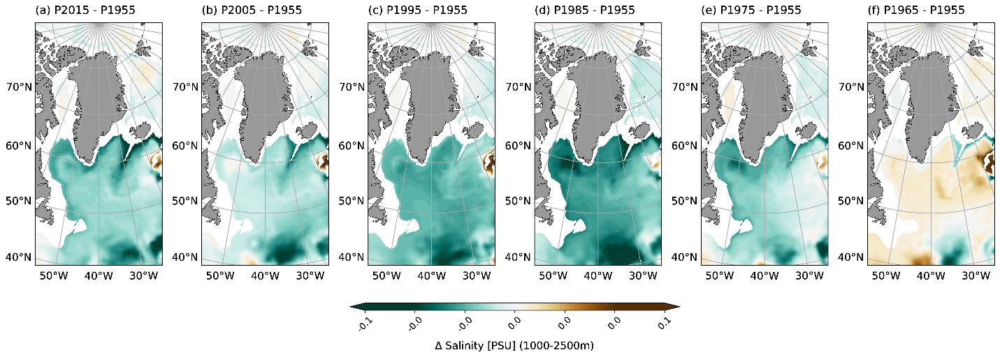 (a) P2015 - P1955 (b) P2005 - P1955 (c) P1995 - P1955 (d) P1985 - P1955 (e) P1975 - P1955 (f) P1965 - P1955
70°N 70°N 70°N 70°N 70°N 70°N
60°N 60°N 60°N 60°N 60°N 60°N
50°N 50°N 50°N 50°N 50°N 50°N
40°N 40°N 40°N 40°N 40°N 40°N
50°W 40°W 30°W 50°W 40°W 30°W 50°W 40°W 30°W 50°W 40°W 30°W 50°W 40°W 30°W 50°W 40°W 30°W
-0.1 -0.0 -0.0 0.0 0.0 0.0 0.1
Δ Salinity [PSU] (1000-2500m)